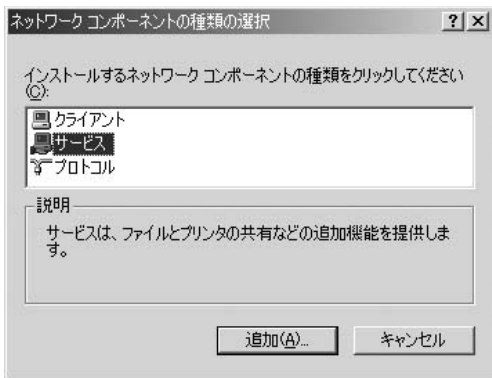 ネットワーク コンポーネントの種類の選択
インストールするネットワーク コンポーネントの種類をクリックしてください
(C):
クライアント
サービス
プロトコル
説明
サービスは、ファイルとプリンタの共有などの追加機能を提供しま
す。
追加(A)...
キャンセル